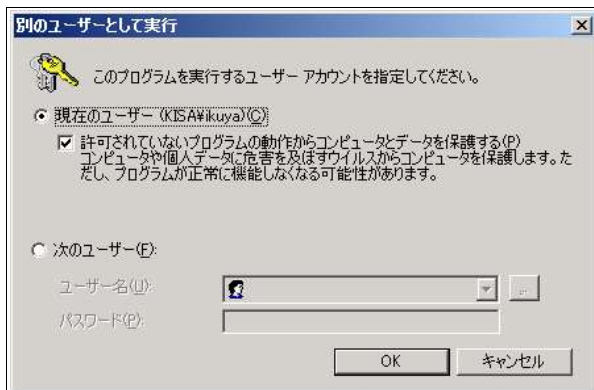 別のユーザーとして実行
このプログラムを実行するユーザー アカウントを指定してください。
現在のユーザー (KISA¥ikuya)(C)
許可されていないプログラムの動作からコンピュータとデータを保護する(P)
コンピュータや個人データに危害を及ぼすウイルスからコンピュータを保護します。た
だし、プログラムが正常に機能しなくなる可能性があります。
次のユーザー(F):
ユーザー名(U):
...
パスワード(P):
OK キャンセル